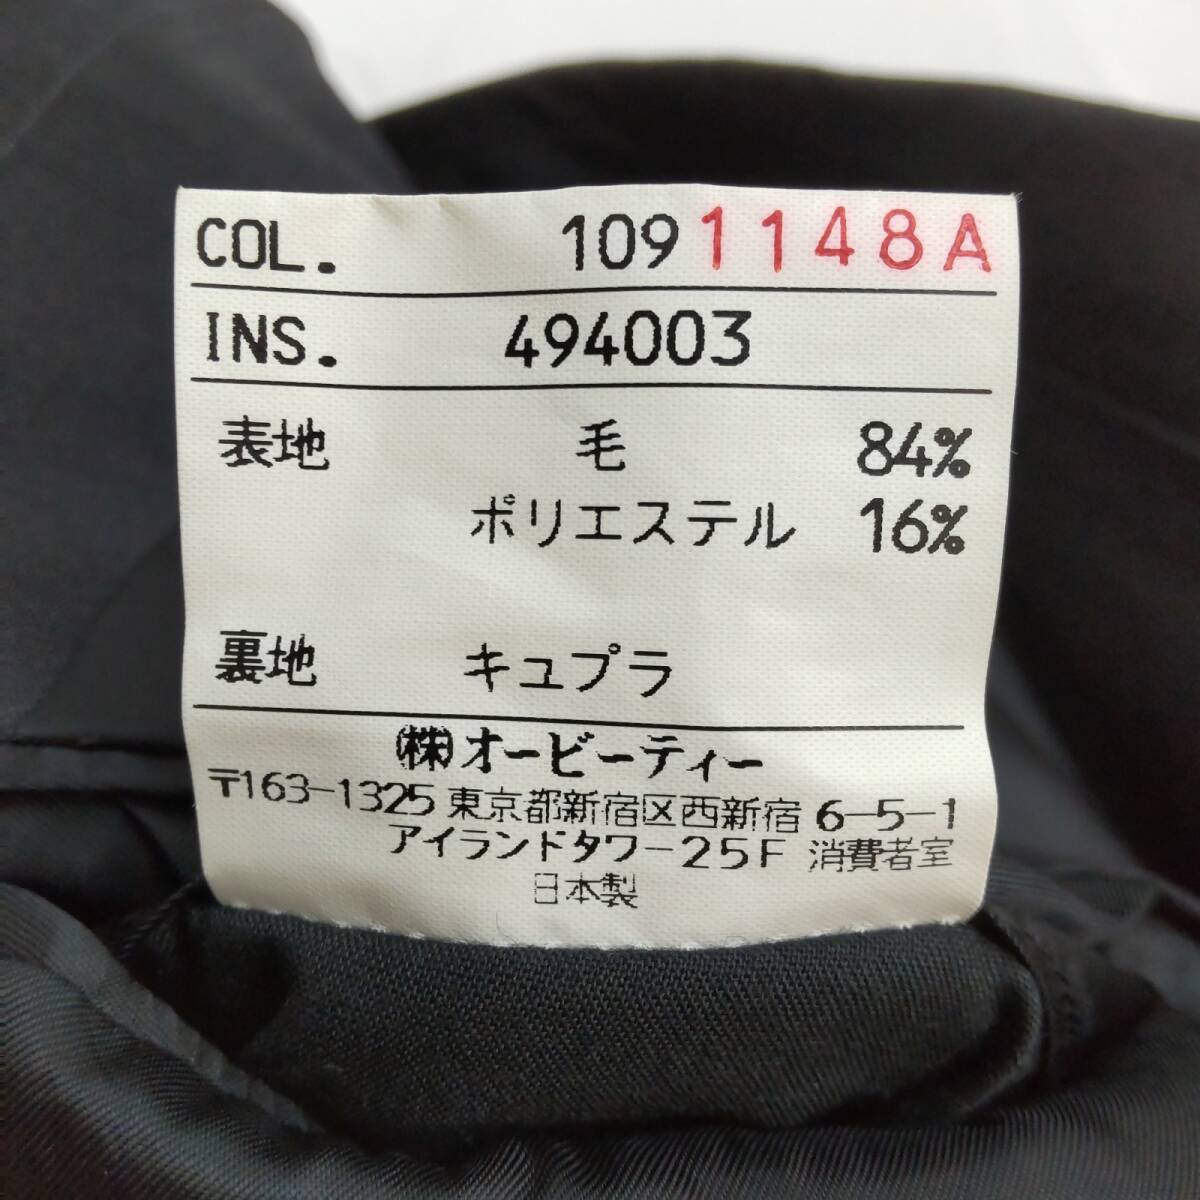 COL. 109 1148A
INS. 494003
表地 毛 84%
ポリエステル 16%
裏地 キュプラ
㈱オービーティー
〒163-1325 東京都新宿区西新宿 6-5-1
アイランドタワー25F 消費者室
日本製